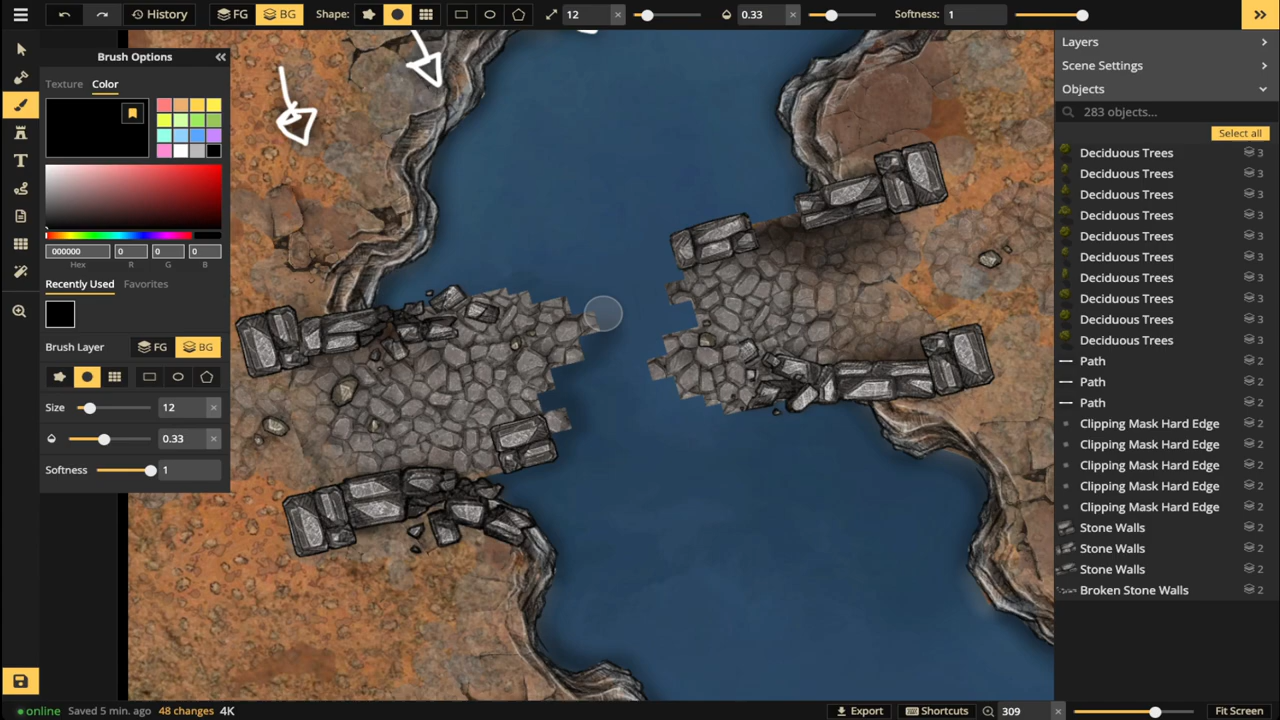 History
FG
BG
Shape:
12
×
0.33
×
Softness: 1
Brush Options
Texture
Color
000000
0
0
0
Hex
R
G
B
Recently Used
Favorites
Brush Layer
FG
BG
Size
12
×
0.33
×
Softness
1
Layers
Scene Settings
Objects
283 objects...
Select all
Deciduous Trees 3
Deciduous Trees 3
Deciduous Trees 3
Deciduous Trees 3
Deciduous Trees 3
Deciduous Trees 3
Deciduous Trees 3
Deciduous Trees 3
Deciduous Trees 3
Deciduous Trees 3
Path 2
Path 2
Path 2
Clipping Mask Hard Edge 2
Clipping Mask Hard Edge 2
Clipping Mask Hard Edge 2
Clipping Mask Hard Edge 2
Clipping Mask Hard Edge 2
Stone Walls 2
Stone Walls 2
Stone Walls 2
Broken Stone Walls 2
online
Saved 5 min. ago
48 changes
4K
Export
Shortcuts
309
×
Fit Screen